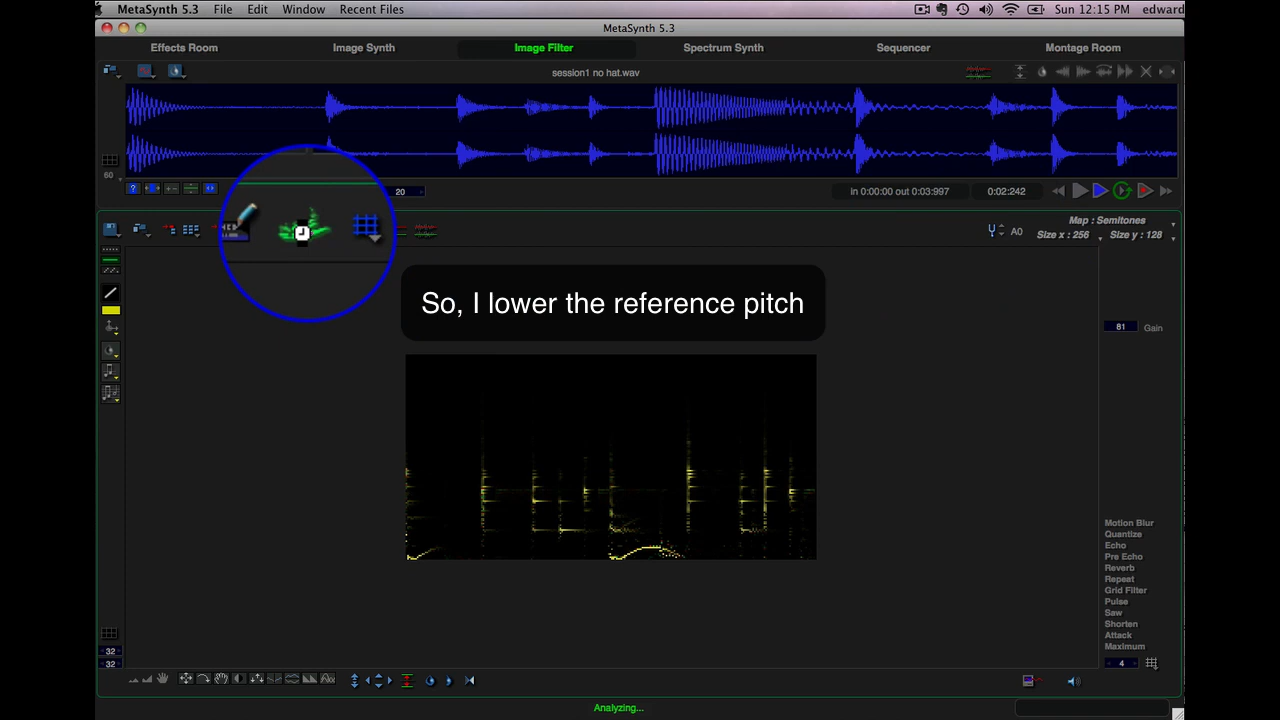 MetaSynth 5.3 File Edit Window Recent Files Sun 12:15 PM edward
MetaSynth 5.3
Effects Room Image Synth Image Filter Spectrum Synth Sequencer Montage Room
session1 no hat.wav
60
20 in 0:00:00 out 0:03:997 0:02:242
A0 Map : Semitones
Size x : 256 Size y : 128
So, I lower the reference pitch
81 Gain
Motion Blur
Quantize
Echo
Pre Echo
Reverb
Repeat
Grid Filter
Pulse
Saw
Shorten
Attack
Maximum
32
32
4
Analyzing...